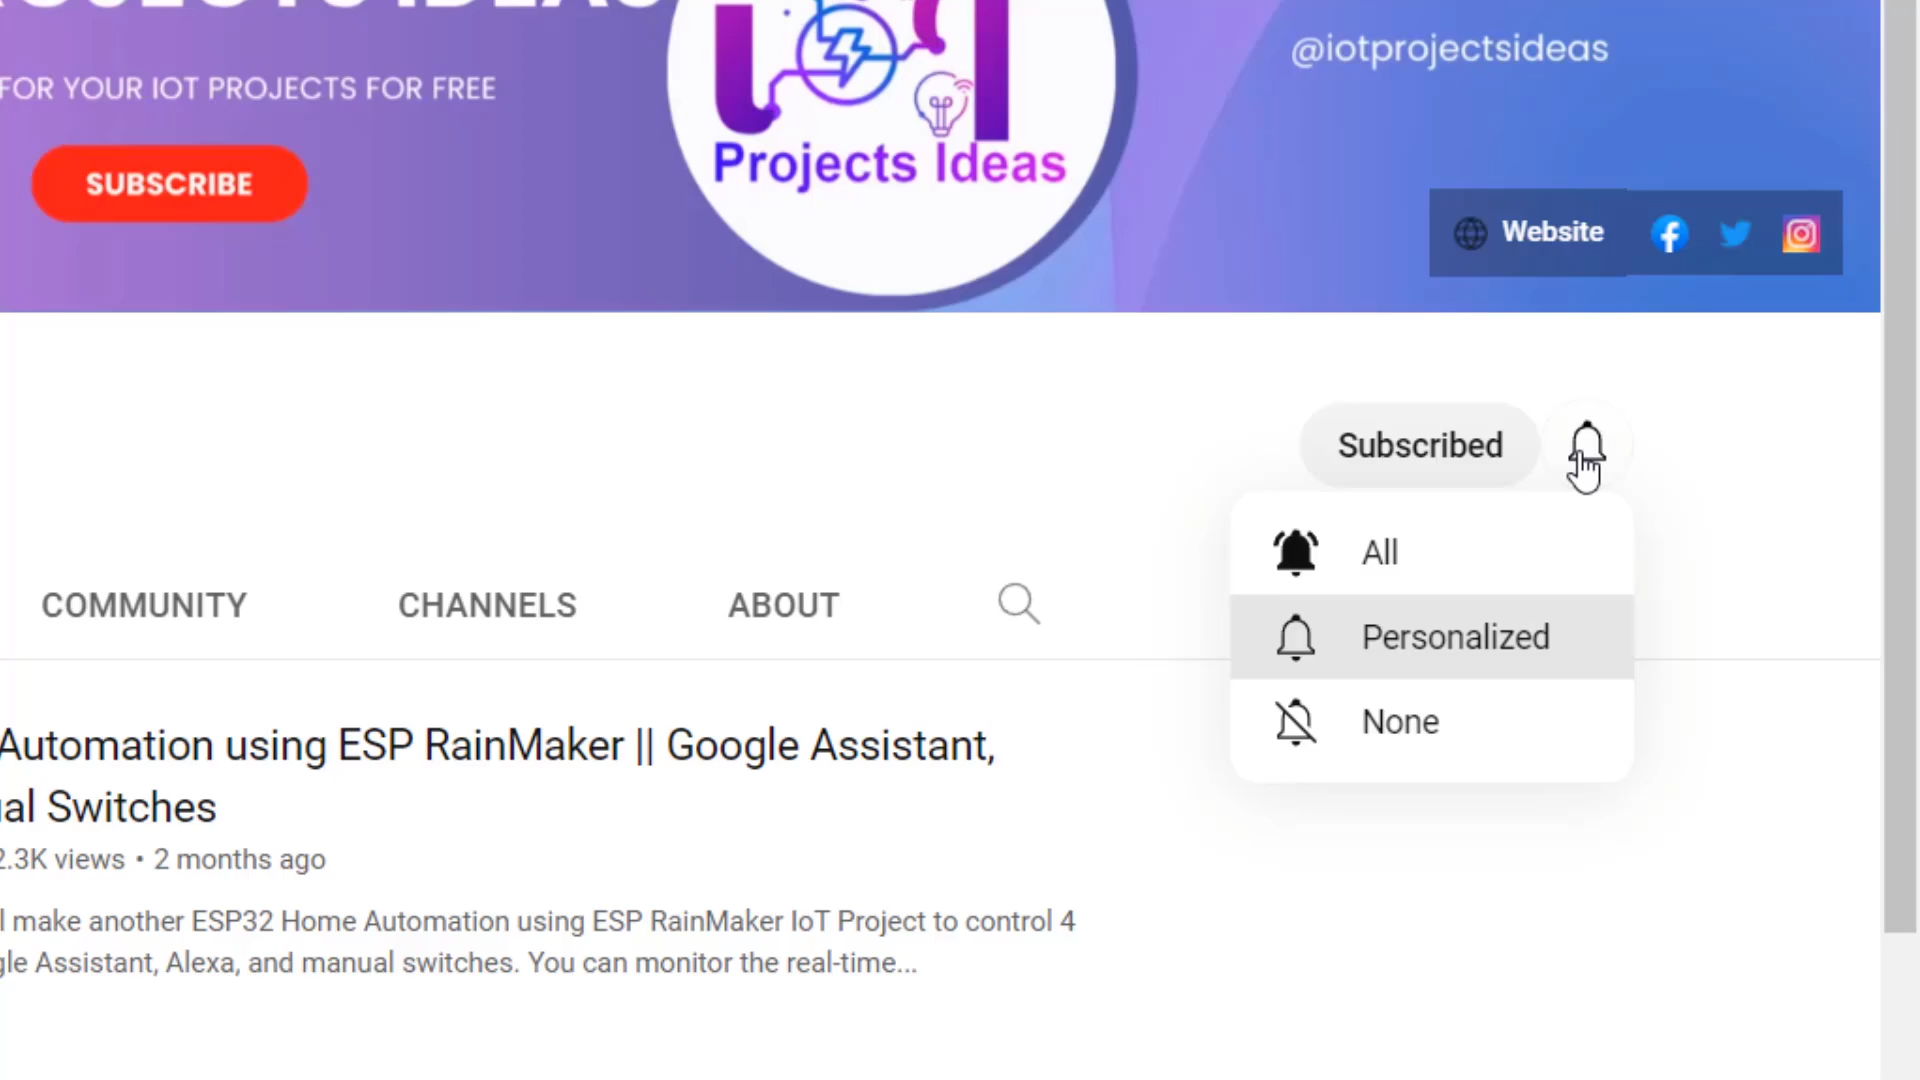 @iotprojectsideas
FOR YOUR IOT PROJECTS FOR FREE
SUBSCRIBE
Projects Ideas
Website
Subscribed
All
Personalized
None
COMMUNITY CHANNELS ABOUT
Automation using ESP RainMaker || Google Assistant,
Switches
2.3K views • 2 months ago
make another ESP32 Home Automation using ESP RainMaker IoT Project to control 4
Assistant, Alexa, and manual switches. You can monitor the real-time...